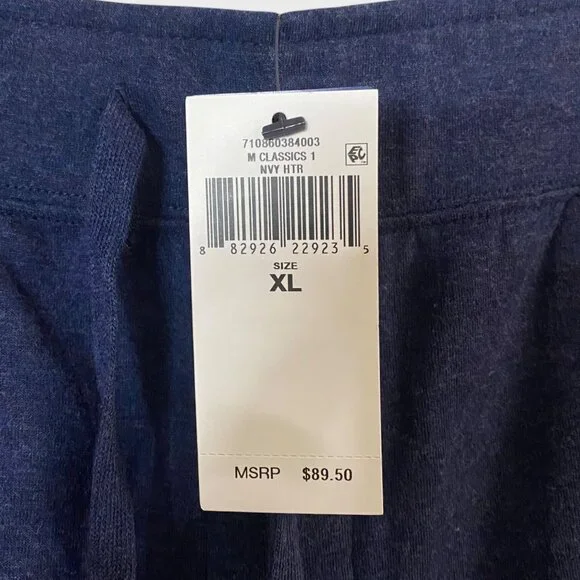 710860384003
M CLASSICS 1
NVY HTR
8 82926 22923 5
SIZE
XL
MSRP $89.50